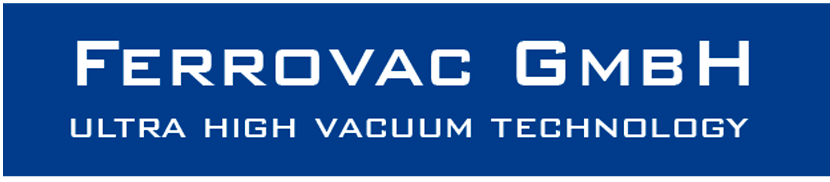 FERROVAC GMBH
ULTRA HIGH VACUUM TECHNOLOGY